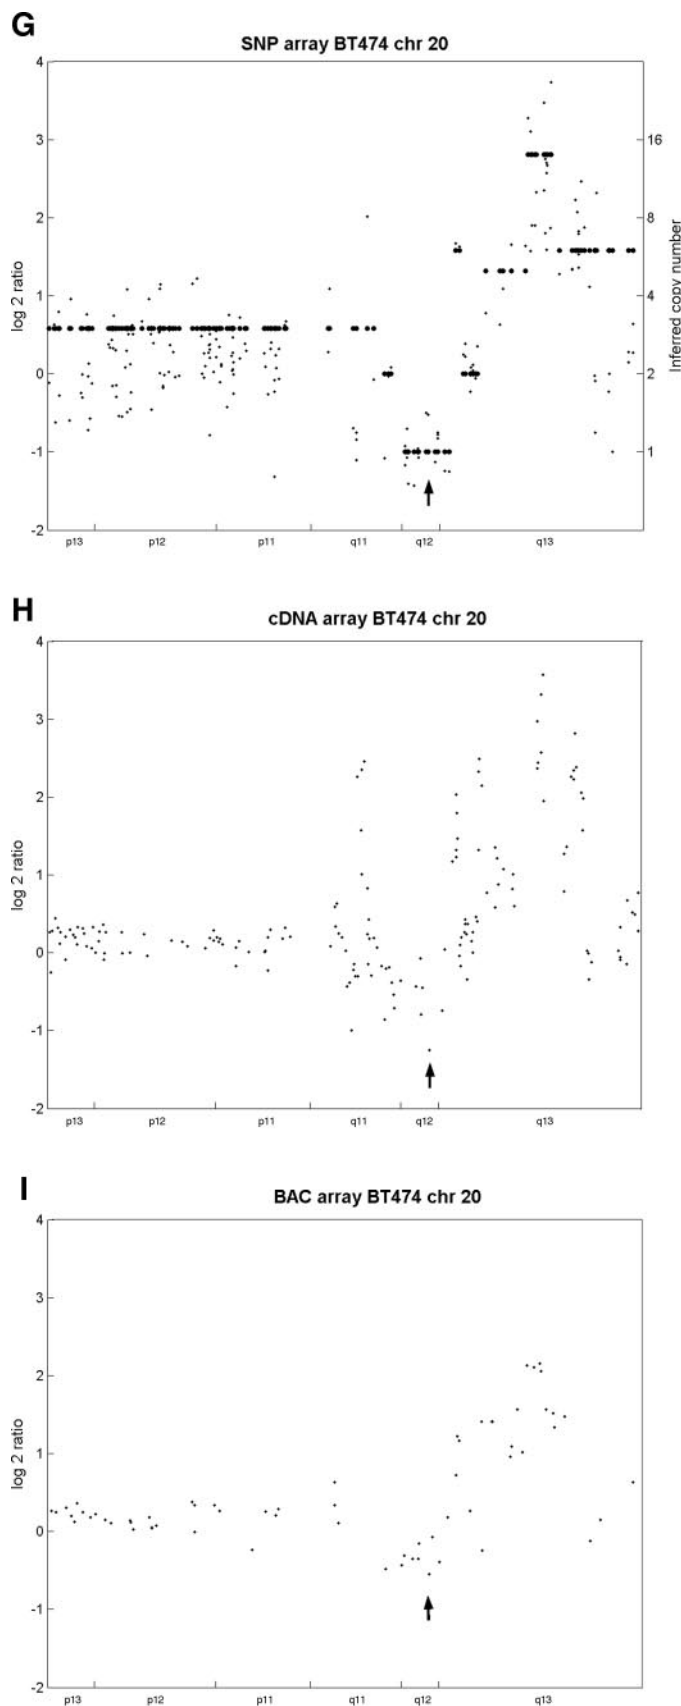 G
SNP array BT474 chr 20
4
3
2
1
0
-1
-2
log 2 ratio
16
8
4
2
1
Inferred copy number
p13 p12 p11 q11 q12 q13
H
cDNA array BT474 chr 20
4
3
2
1
0
-1
-2
log 2 ratio
p13 p12 p11 q11 q12 q13
I
BAC array BT474 chr 20
4
3
2
1
0
-1
-2
log 2 ratio
p13 p12 p11 q11 q12 q13